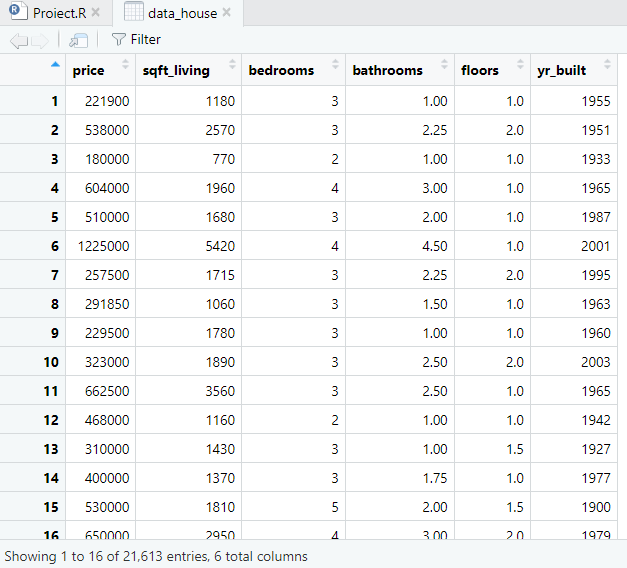 R Project.R × data_house ×
Filter
price sqft_living bedrooms bathrooms floors yr_built
1 221900 1180 3 1.00 1.0 1955
2 538000 2570 3 2.25 2.0 1951
3 180000 770 2 1.00 1.0 1933
4 604000 1960 4 3.00 1.0 1965
5 510000 1680 3 2.00 1.0 1987
6 1225000 5420 4 4.50 1.0 2001
7 257500 1715 3 2.25 2.0 1995
8 291850 1060 3 1.50 1.0 1963
9 229500 1780 3 1.00 1.0 1960
10 323000 1890 3 2.50 2.0 2003
11 662500 3560 3 2.50 1.0 1965
12 468000 1160 2 1.00 1.0 1942
13 310000 1430 3 1.00 1.5 1927
14 400000 1370 3 1.75 1.0 1977
15 530000 1810 5 2.00 1.5 1900
16 650000 2950 4 3.00 2.0 1979
Showing 1 to 16 of 21,613 entries, 6 total columns